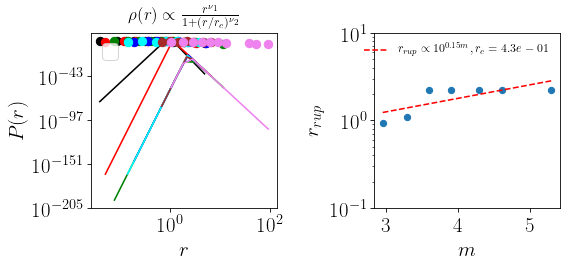 ρ(r) ∝ r^ν₁ / 1+(r/r_c)^ν₂
P(r)
10^−43
10^−97
10^−151
10^−205
10^0
10^2
r
r_rup ∝ 10^0.15m, r_c = 4.3e − 01
r_rup
10^1
10^0
10^−1
3
4
5
m